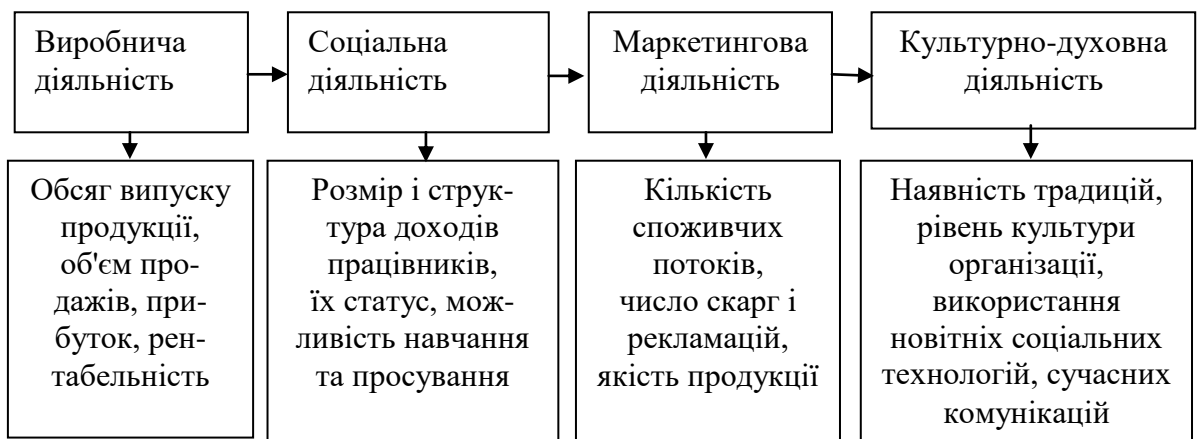 Виробнича
діяльність
Соціальна
діяльність
Маркетингова
діяльність
Культурно-духовна
діяльність
Обсяг випуску
продукції,
об'єм про-
дажів, при-
буток, рен-
табельність
Розмір і струк-
тура доходів
працівників,
їх статус, мож-
ливість навчання
та просування
Кількість
споживчих
потоків,
число скарг і
рекламацій,
якість продукції
Наявність традицій,
рівень культури
організації,
використання
новітніх соціальних
технологій, сучасних
комунікацій